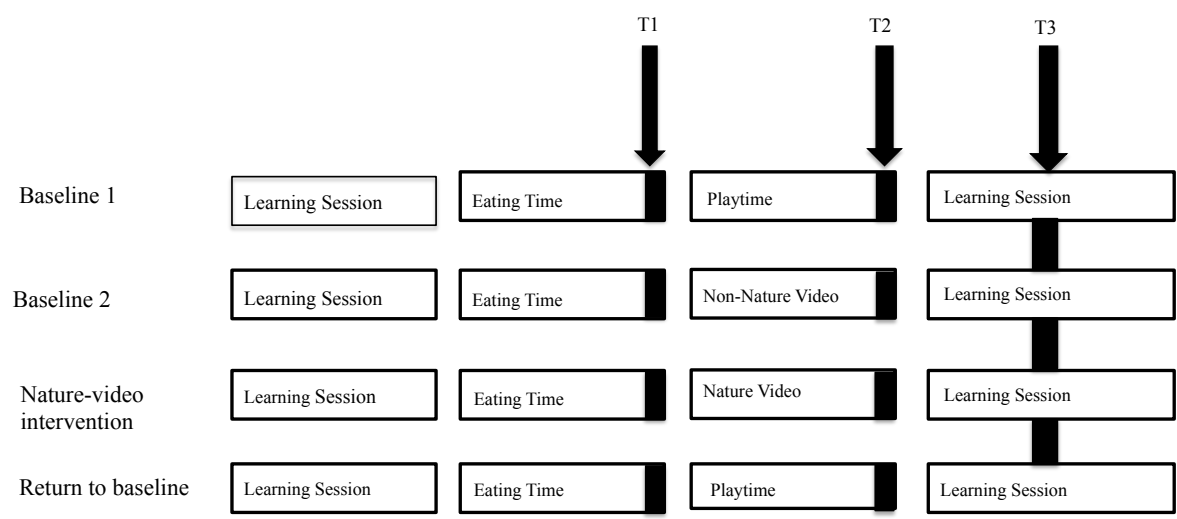 T1
T2
T3
Baseline 1
Learning Session
Eating Time
Playtime
Learning Session
Baseline 2
Learning Session
Eating Time
Non-Nature Video
Learning Session
Nature-video
intervention
Learning Session
Eating Time
Nature Video
Learning Session
Return to baseline
Learning Session
Eating Time
Playtime
Learning Session